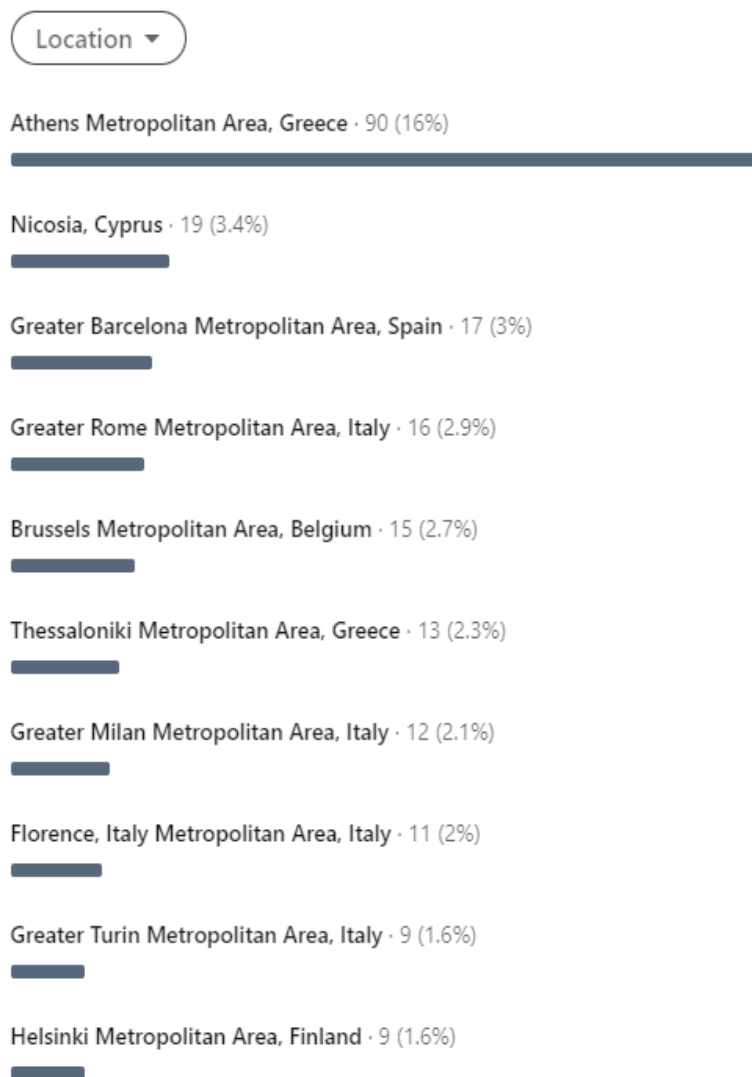 Location
Athens Metropolitan Area, Greece · 90 (16%)
Nicosia, Cyprus · 19 (3.4%)
Greater Barcelona Metropolitan Area, Spain · 17 (3%)
Greater Rome Metropolitan Area, Italy · 16 (2.9%)
Brussels Metropolitan Area, Belgium · 15 (2.7%)
Thessaloniki Metropolitan Area, Greece · 13 (2.3%)
Greater Milan Metropolitan Area, Italy · 12 (2.1%)
Florence, Italy Metropolitan Area, Italy · 11 (2%)
Greater Turin Metropolitan Area, Italy · 9 (1.6%)
Helsinki Metropolitan Area, Finland · 9 (1.6%)